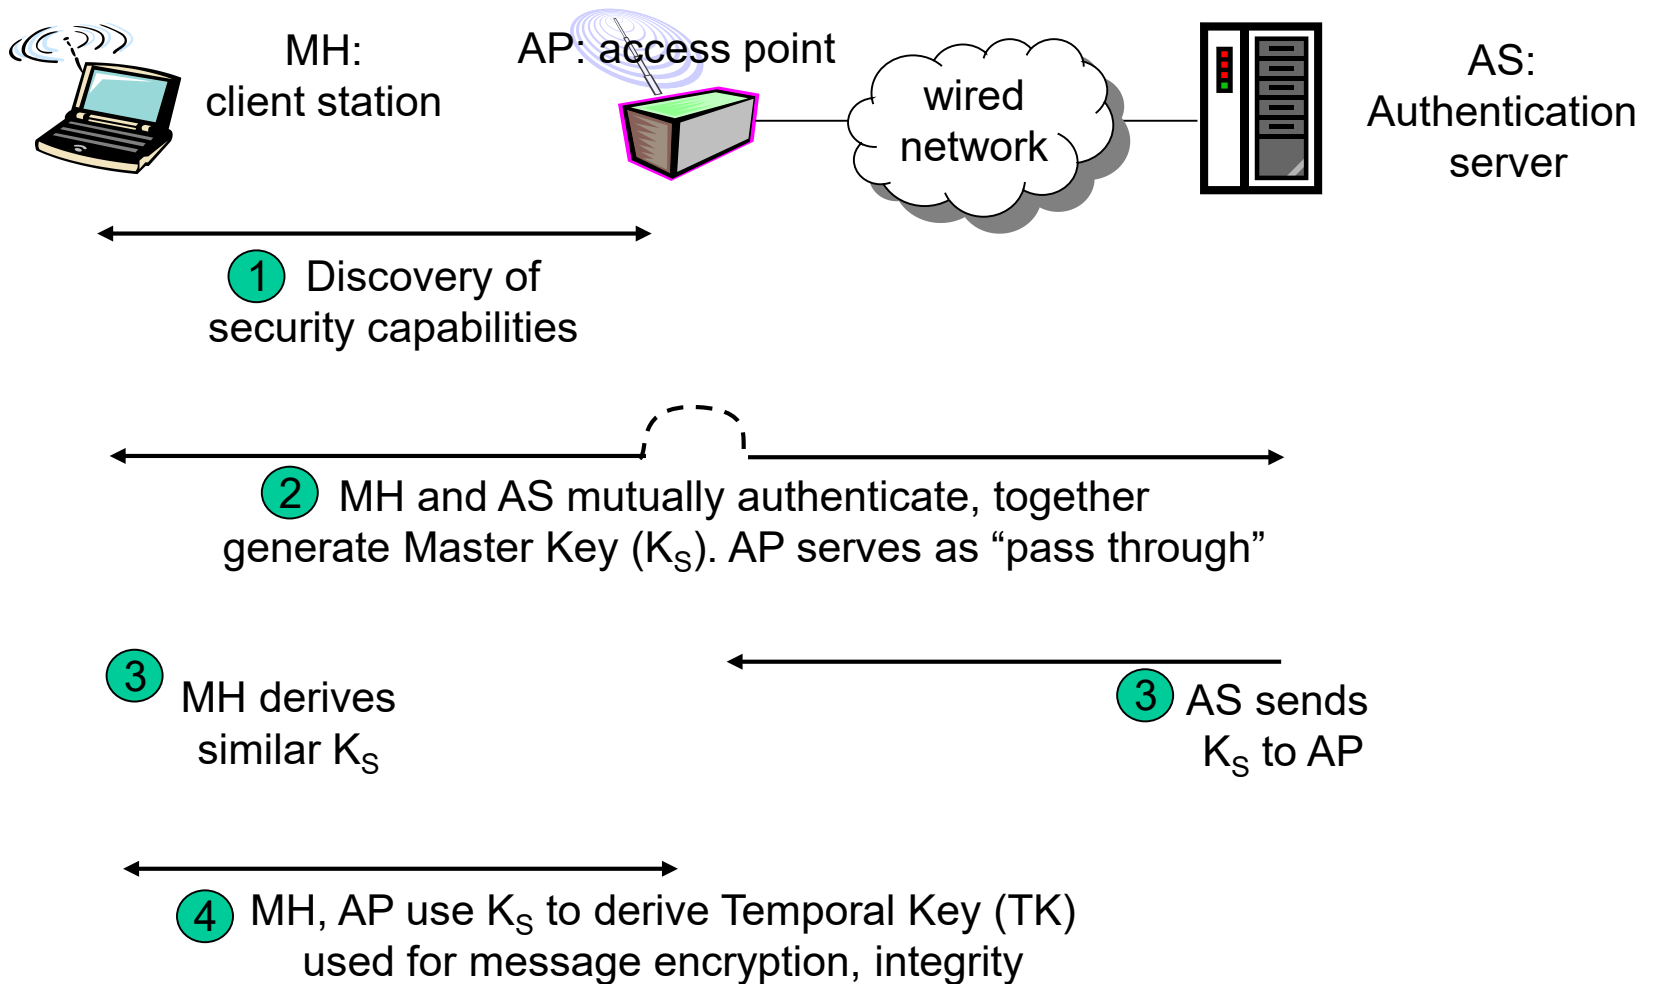 MH:
client station
AP: access point
wired
network
AS:
Authentication
server
1 Discovery of
security capabilities
2 MH and AS mutually authenticate, together
generate Master Key (KS). AP serves as “pass through”
3 MH derives
similar KS
3 AS sends
KS to AP
4 MH, AP use KS to derive Temporal Key (TK)
used for message encryption, integrity